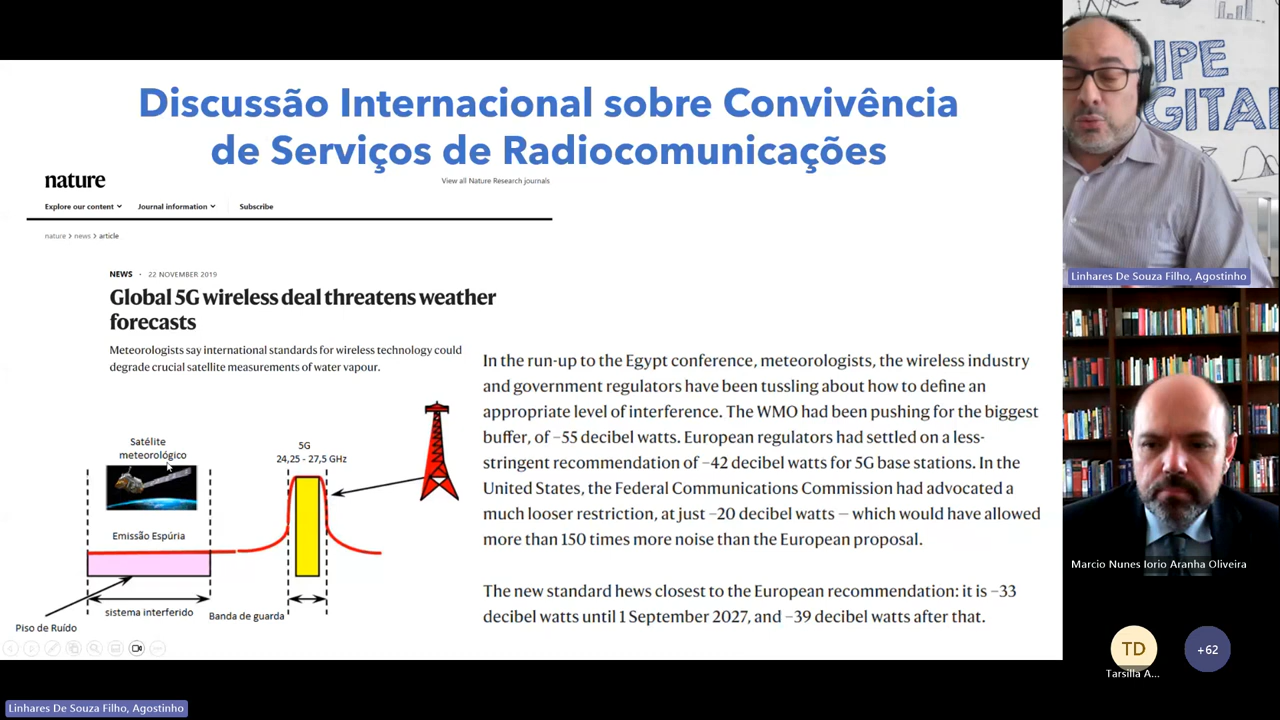 Discussão Internacional sobre Convivência
de Serviços de Radiocomunicações
nature
View all Nature Research journals
Explore our content
Journal information
Subscribe
nature > news > article
NEWS · 22 NOVEMBER 2019
Global 5G wireless deal threatens weather
forecasts
Meteorologists say international standards for wireless technology could
degrade crucial satellite measurements of water vapour.
Satélite
meteorológico
5G
24,25 - 27,5 GHz
Emissão Espúria
sistema interferido
Banda de guarda
Piso de Ruído
In the run-up to the Egypt conference, meteorologists, the wireless industry
and government regulators have been tussling about how to define an
appropriate level of interference. The WMO had been pushing for the biggest
buffer, of −55 decibel watts. European regulators had settled on a less-
stringent recommendation of −42 decibel watts for 5G base stations. In the
United States, the Federal Communications Commission had advocated a
much looser restriction, at just −20 decibel watts — which would have allowed
more than 150 times more noise than the European proposal.
The new standard hews closest to the European recommendation: it is −33
decibel watts until 1 September 2027, and −39 decibel watts after that.
IPE
GITAL
Linhares De Souza Filho, Agostinho
Marcio Nunes Iorio Aranha Oliveira
TD
+62
Tarsilla A...
Linhares De Souza Filho, Agostinho